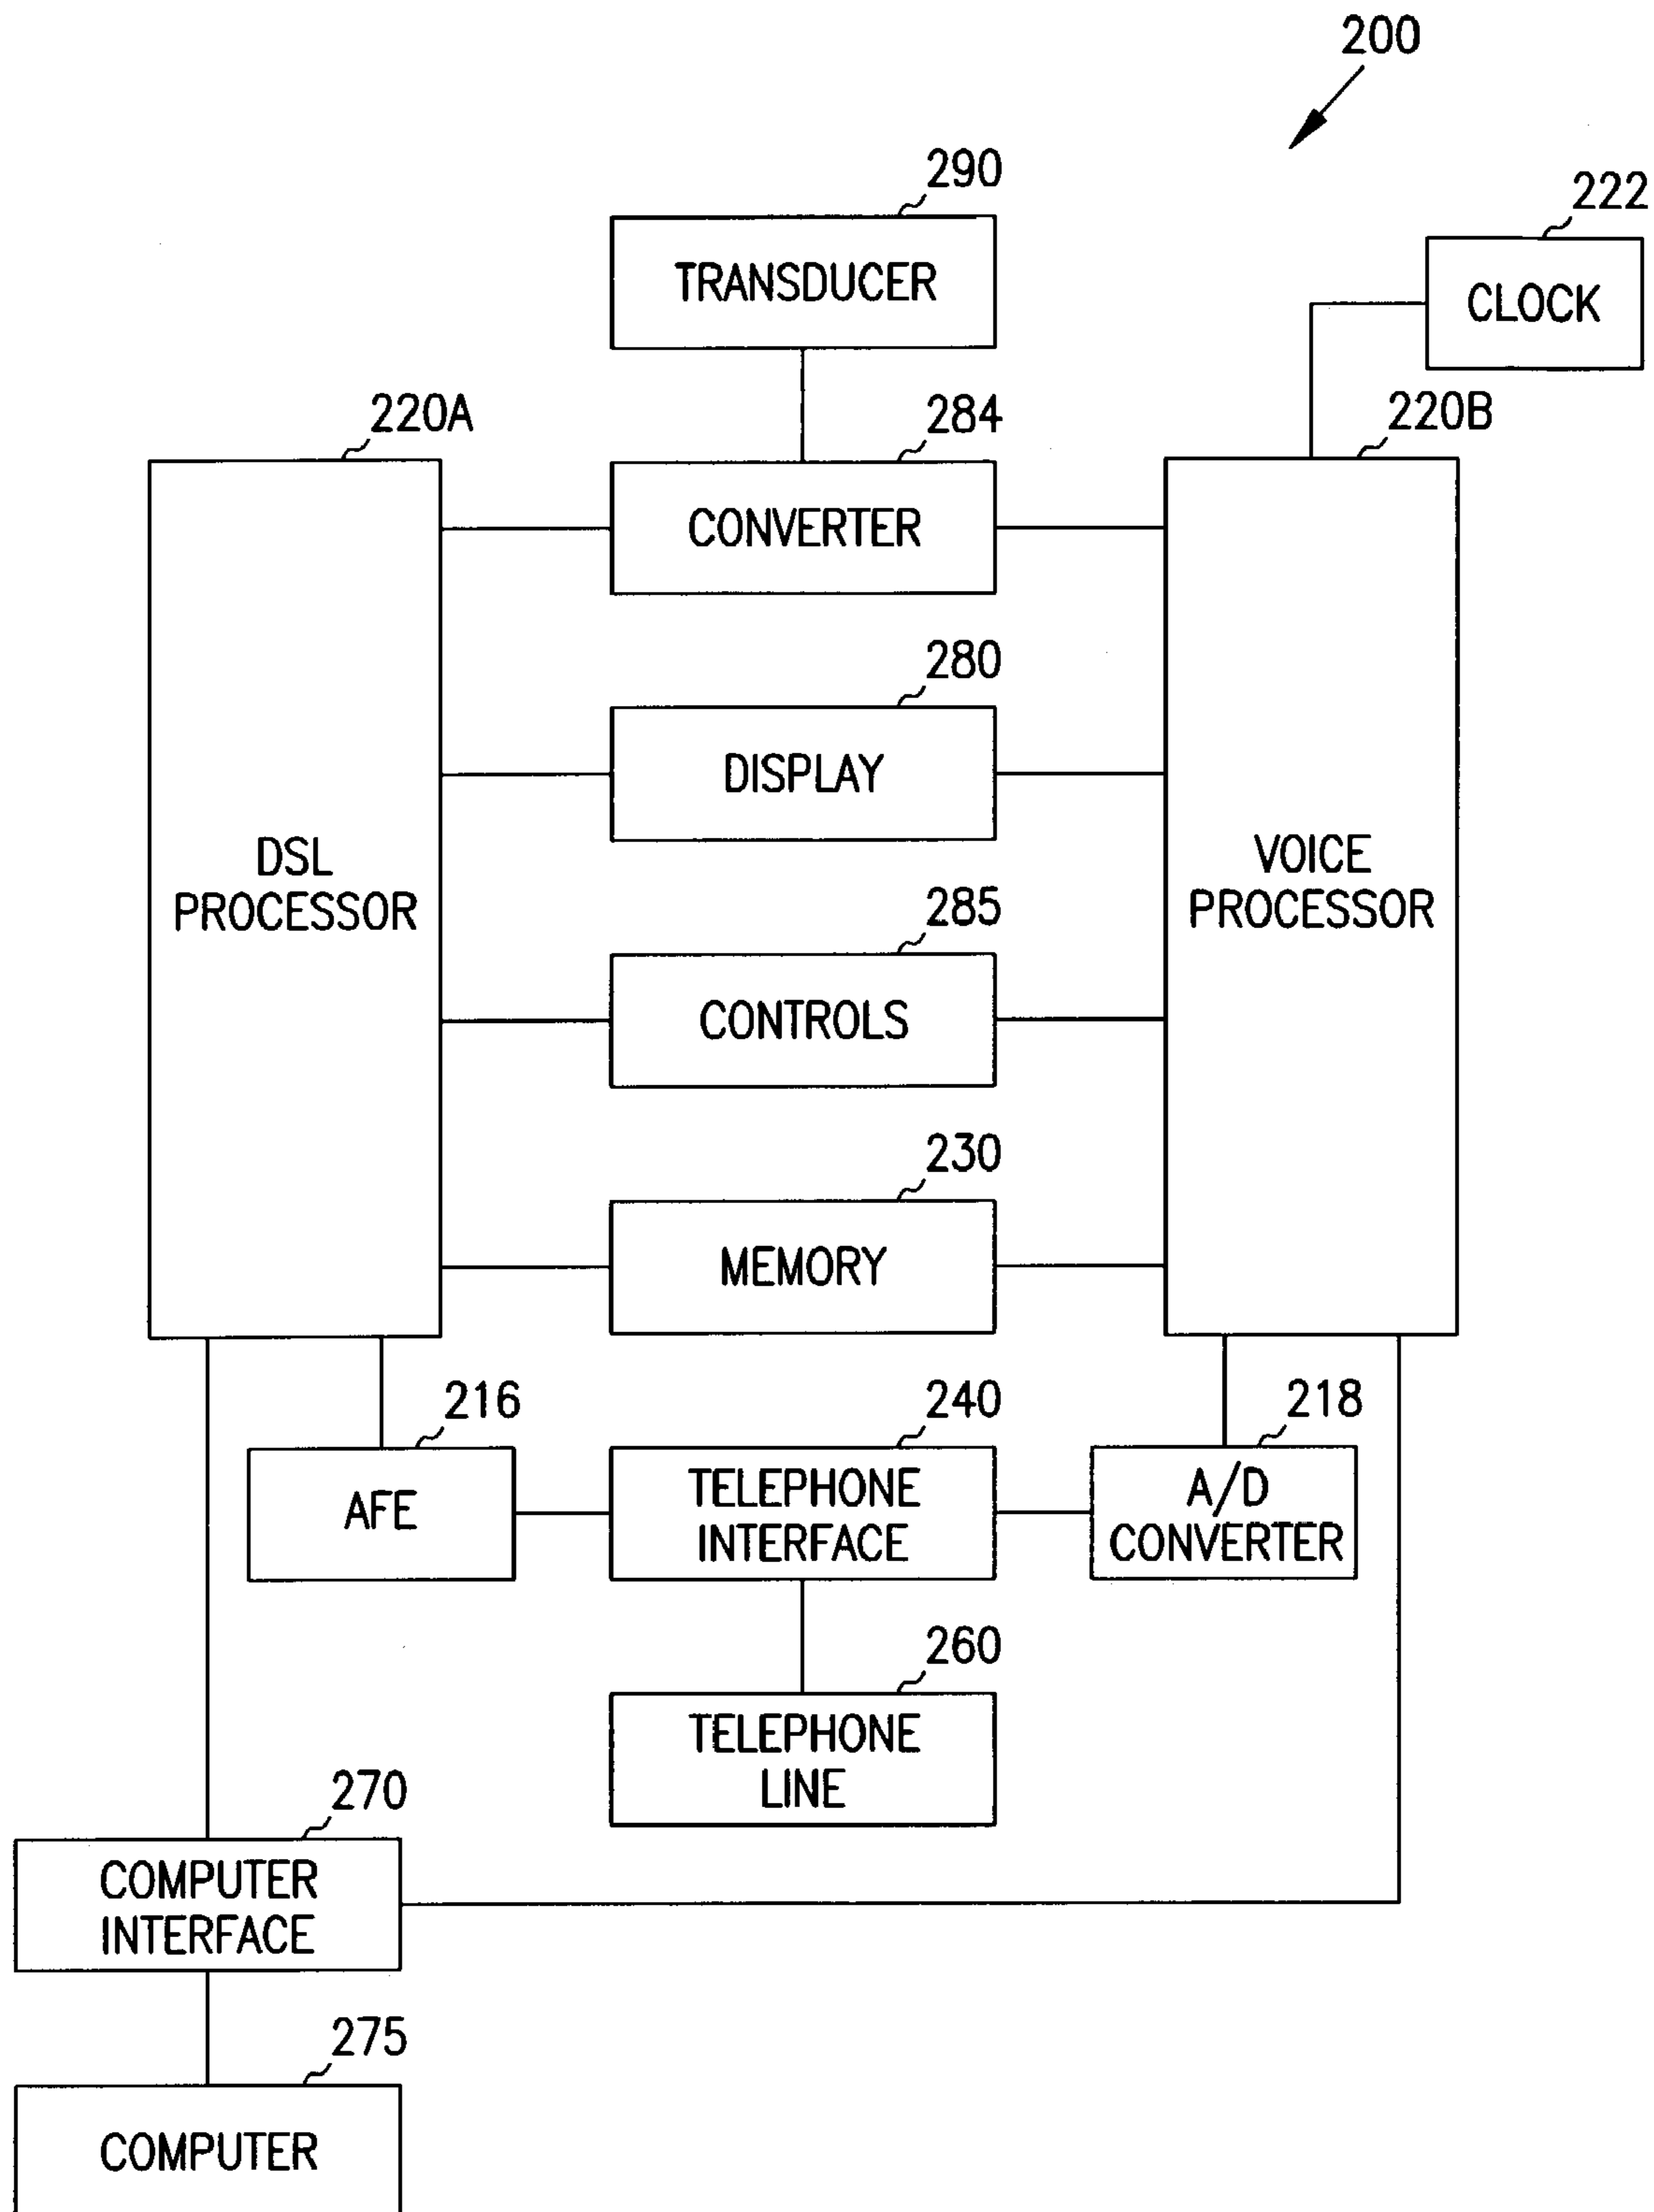 200
290
222
TRANSDUCER
CLOCK
220A
284
220B
CONVERTER
280
DISPLAY
DSL
PROCESSOR
VOICE
PROCESSOR
285
CONTROLS
230
MEMORY
216
240
218
AFE
TELEPHONE
INTERFACE
A/D
CONVERTER
260
TELEPHONE
LINE
270
COMPUTER
INTERFACE
275
COMPUTER